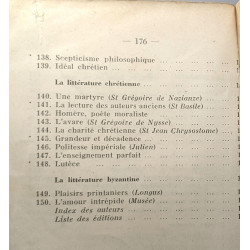 — 176 —
138. Scepticisme philosophique
139. Idéal chrétien
La littérature chrétienne
140. Une martyre (St Grégoire de Nazianze)
141. La lecture des auteurs anciens (St Basile)
142. Homère, poète moraliste
143. L'avare (St Grégoire de Nysse)
144. La charité chrétienne (St Jean Chrysostome)
145. Grandeur et décadence
146. Politesse impériale (Julien)
147. L'enseignement parfait
148. Lutèce
La littérature byzantine
149. Plaisirs printaniers (Longus)
150. L'amour intrépide (Musée)
Index des auteurs
Liste des éditions